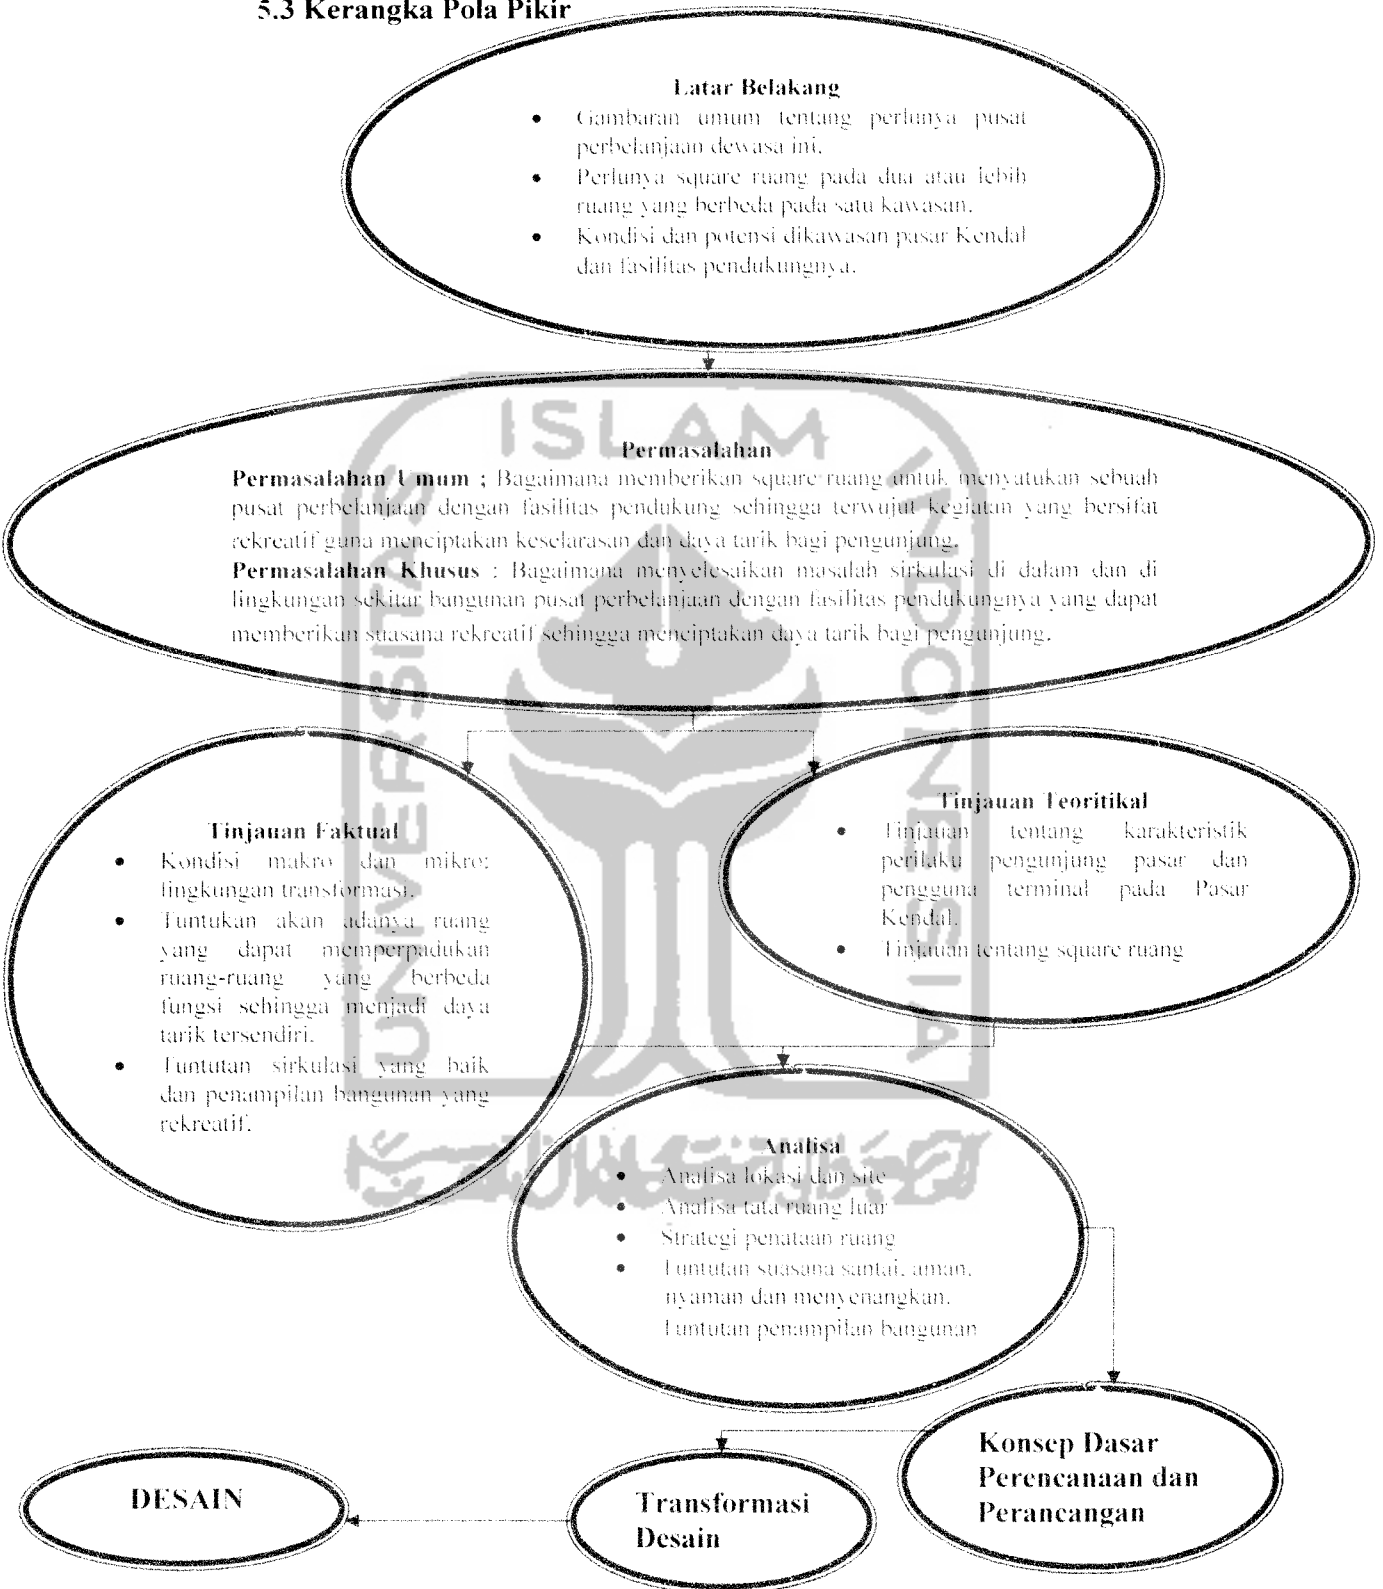 5.3 Kerangka Pola Pikir
Latar Belakang
• Gambaran umum tentang perlunya pusat
perbelanjaan dewasa ini.
• Perlunya square ruang pada dua atau lebih
ruang yang berbeda pada satu kawasan.
• Kondisi dan potensi dikawasan pasar Kendal
dan fasilitas pendukungnya.
Permasalahan
Permasalahan Umum ; Bagaimana memberikan square ruang untuk menyatukan sebuah
pusat perbelanjaan dengan fasilitas pendukung sehingga terwujut kegiatan yang bersifat
rekreatif guna menciptakan keselarasan dan daya tarik bagi pengunjung.
Permasalahan Khusus : Bagaimana menyelesaikan masalah sirkulasi di dalam dan di
lingkungan sekitar bangunan pusat perbelanjaan dengan fasilitas pendukungnya yang dapat
memberikan suasana rekreatif sehingga menciptakan daya tarik bagi pengunjung.
Tinjauan Faktual
• Kondisi makro dan mikro;
lingkungan transformasi.
• Tuntukan akan adanya ruang
yang dapat memperpadukan
ruang-ruang yang berbeda
fungsi sehingga menjadi daya
tarik tersendiri.
• Tuntutan sirkulasi yang baik
dan penampilan bangunan yang
rekreatif.
Tinjauan Teoritikal
• Tinjauan tentang karakteristik
perilaku pengunjung pasar dan
pengguna terminal pada Pasar
Kendal.
• Tinjauan tentang square ruang
Analisa
• Analisa lokasi dan site
• Analisa tata ruang luar
• Strategi penataan ruang
• Tuntutan suasana santai, aman,
nyaman dan menyenangkan.
Tuntutan penampilan bangunan
Konsep Dasar
Perencanaan dan
Perancangan
Transformasi
Desain
DESAIN
UNIVERSITAS
ISLAM
INDONESIA